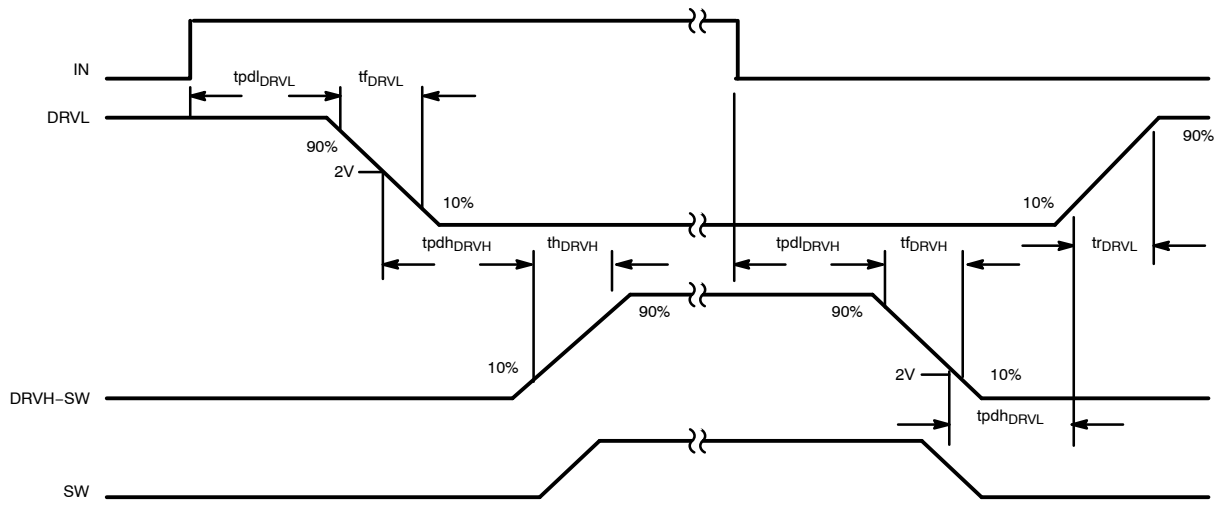 IN
tpdlDRVL
tfDRVL
DRVL
90%
2V
10%
10%
90%
tpdhDRVH
thDRVH
tpdlDRVH
tfDRVH
trDRVL
90%
90%
10%
2V
10%
DRVH−SW
tpdhDRVL
SW